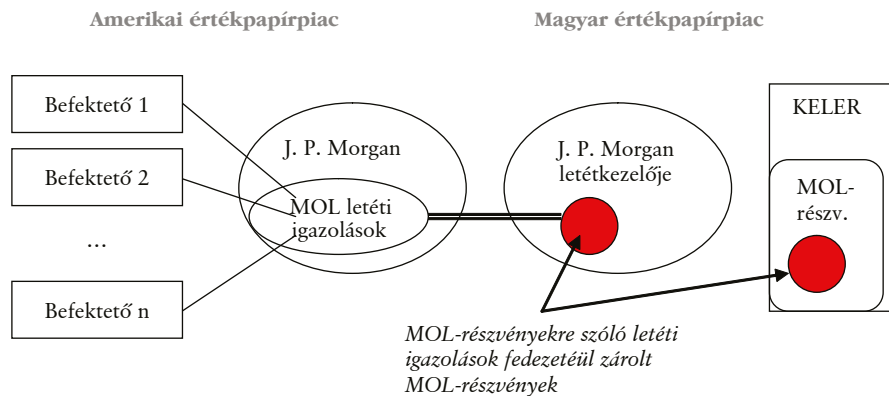 Amerikai értékpapírpiac
Magyar értékpapírpiac
Befektető 1
Befektető 2
...
Befektető n
J. P. Morgan
MOL letéti
igazolások
J. P. Morgan
letétkezelője
KELER
MOL-
részv.
MOL-részvényekre szóló letéti
igazolások fedezetéül zárolt
MOL-részvények